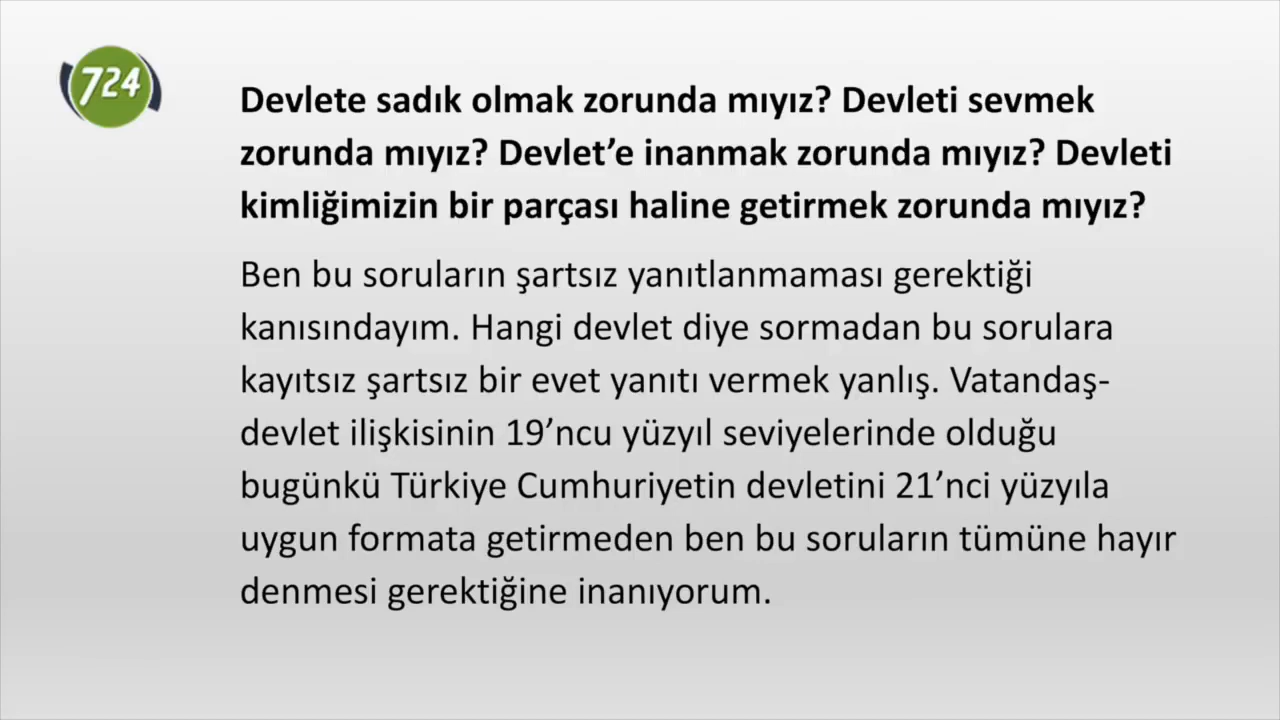 724
Devlete sadık olmak zorunda mıyız? Devleti sevmek
zorunda mıyız? Devlet’e inanmak zorunda mıyız? Devleti
kimliğimizin bir parçası haline getirmek zorunda mıyız?
Ben bu soruların şartsız yanıtlanmaması gerektiği
kanısındayım. Hangi devlet diye sormadan bu sorulara
kayıtsız şartsız bir evet yanıtı vermek yanlış. Vatandaş-
devlet ilişkisinin 19’ncu yüzyıl seviyelerinde olduğu
bugünkü Türkiye Cumhuriyetin devletini 21’nci yüzyıla
uygun formata getirmeden ben bu soruların tümüne hayır
denmesi gerektiğine inanıyorum.